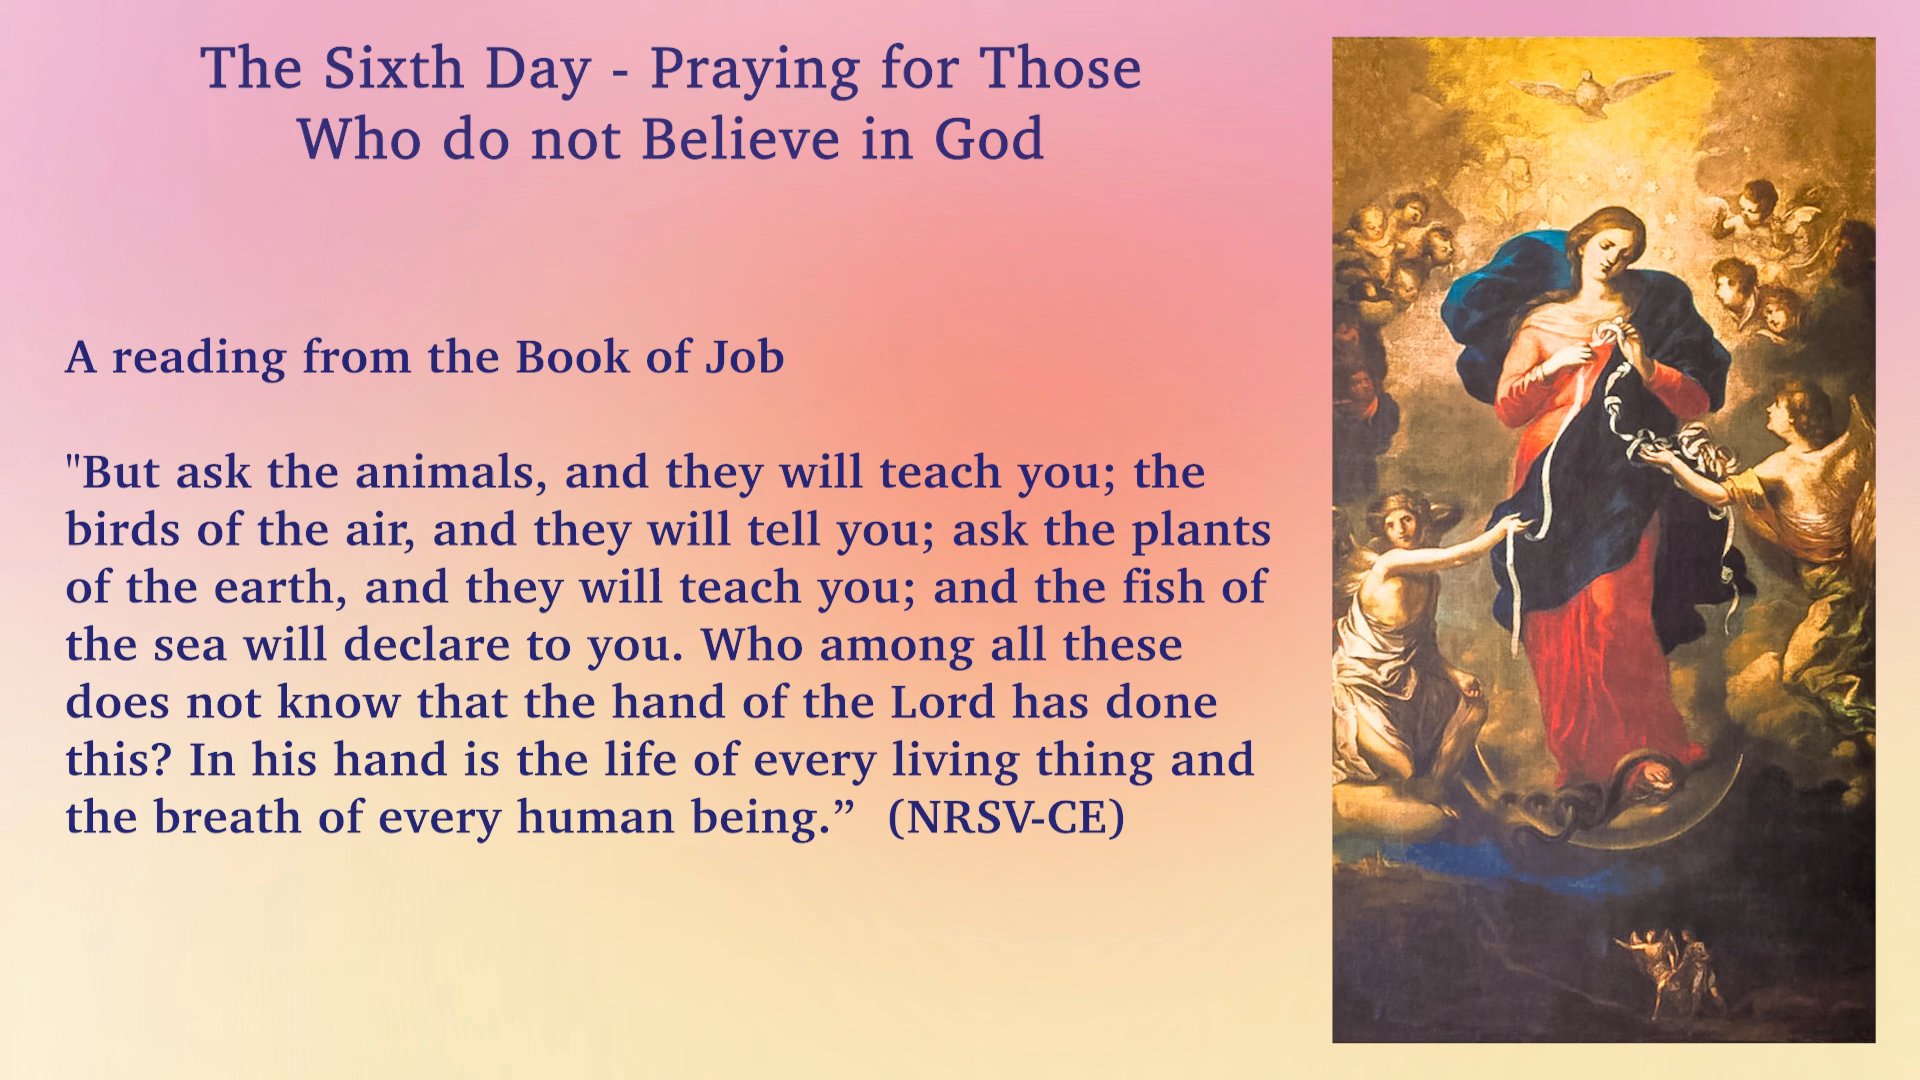 The Sixth Day - Praying for Those
Who do not Believe in God
A reading from the Book of Job
"But ask the animals, and they will teach you; the
birds of the air, and they will tell you; ask the plants
of the earth, and they will teach you; and the fish of
the sea will declare to you. Who among all these
does not know that the hand of the Lord has done
this? In his hand is the life of every living thing and
the breath of every human being.”  (NRSV-CE)